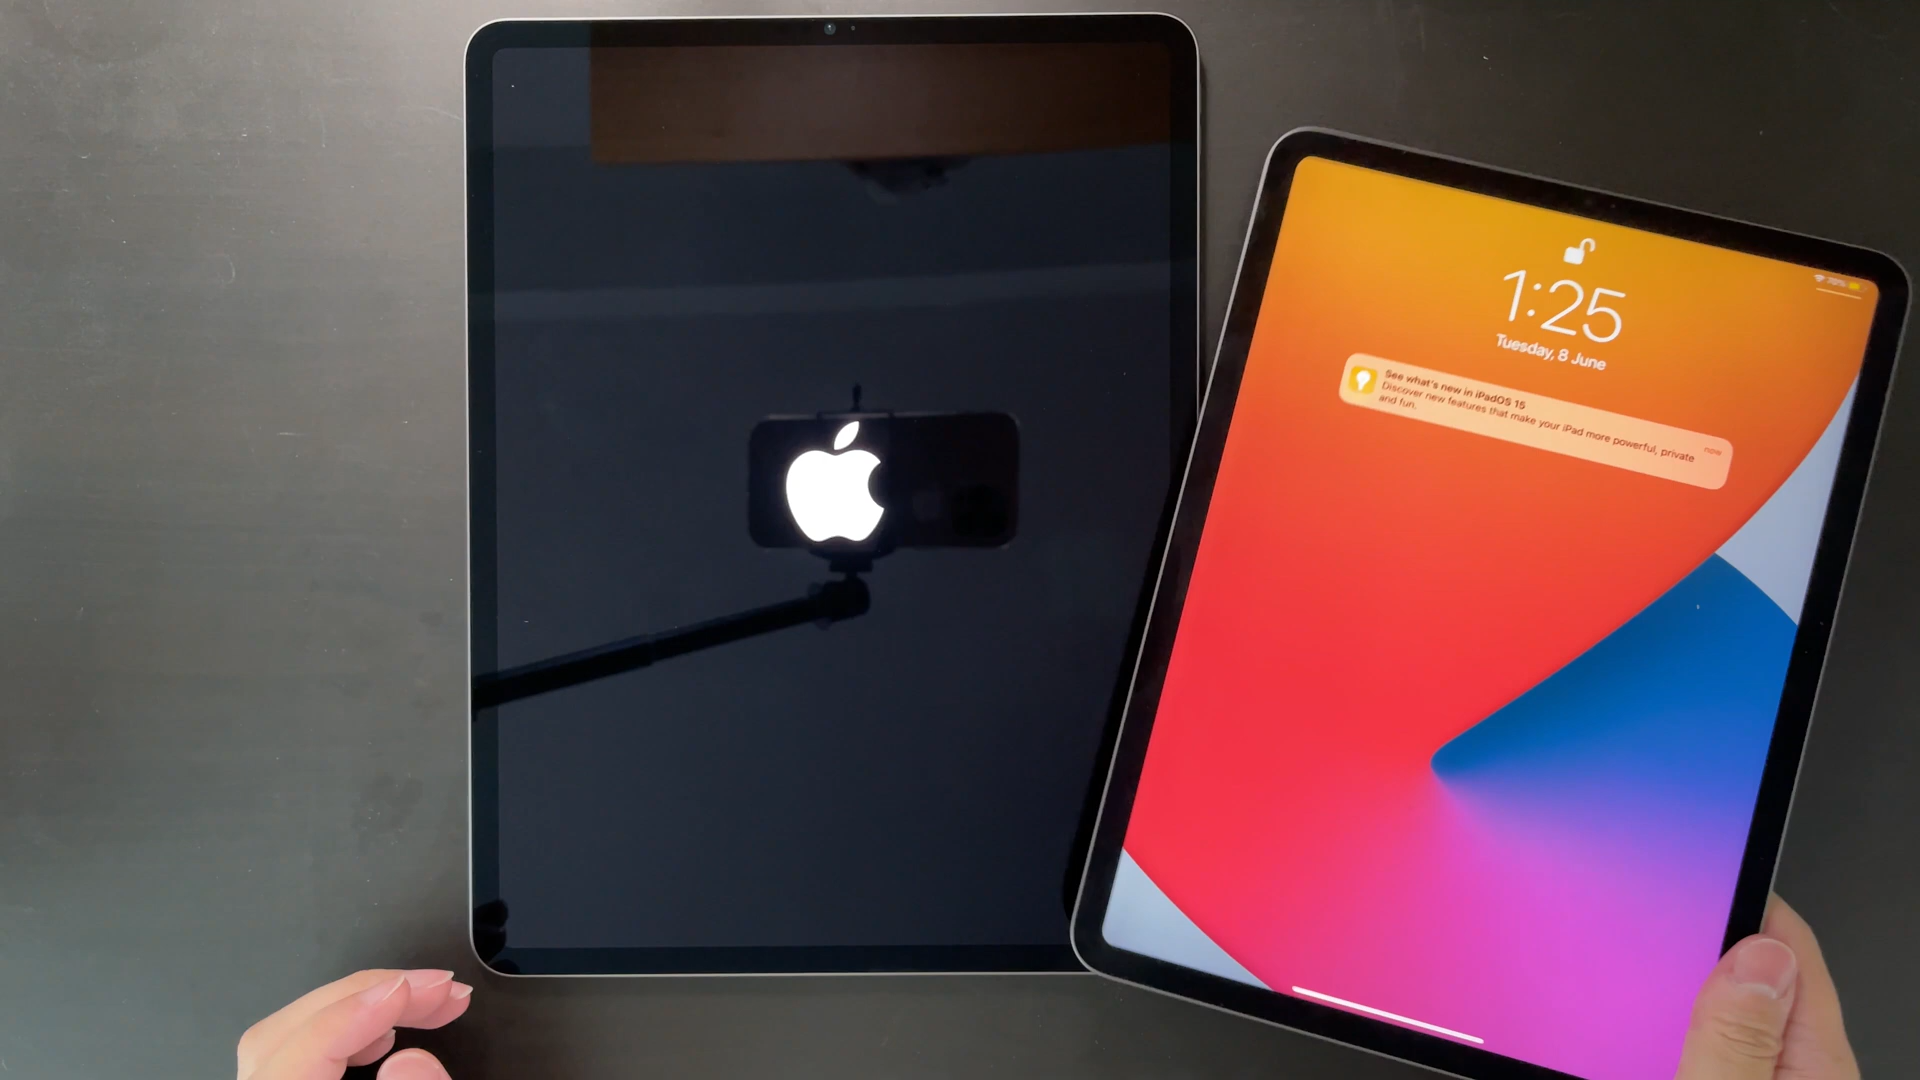 70%
1:25
Tuesday, 8 June
See what's new in iPadOS 15
now
Discover new features that make your iPad more powerful, private
and fun.